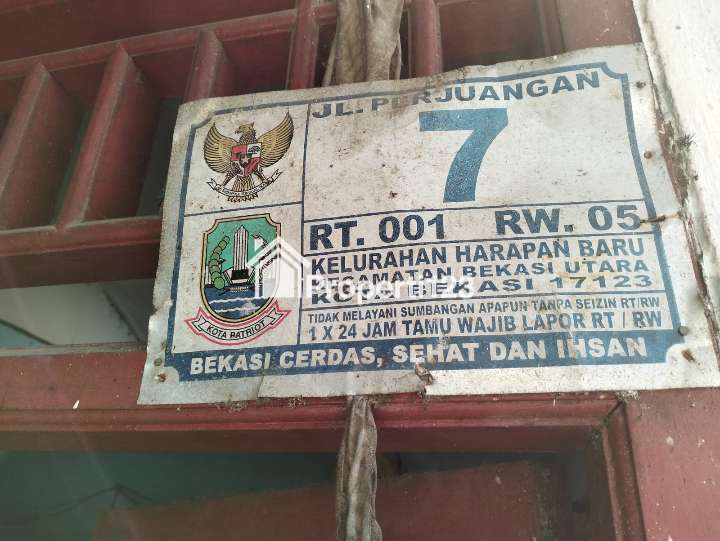 JL. PERJUANGAN
7
RT. 001 RW. 05
KELURAHAN HARAPAN BARU
KECAMATAN BEKASI UTARA
KOTA BEKASI 17123
TIDAK MELAYANI SUMBANGAN APAPUN TANPA SEIZIN RT/RW
1 X 24 JAM TAMU WAJIB LAPOR RT / RW
BEKASI CERDAS, SEHAT DAN IHSAN
KOTA PATRIOT
Properti123